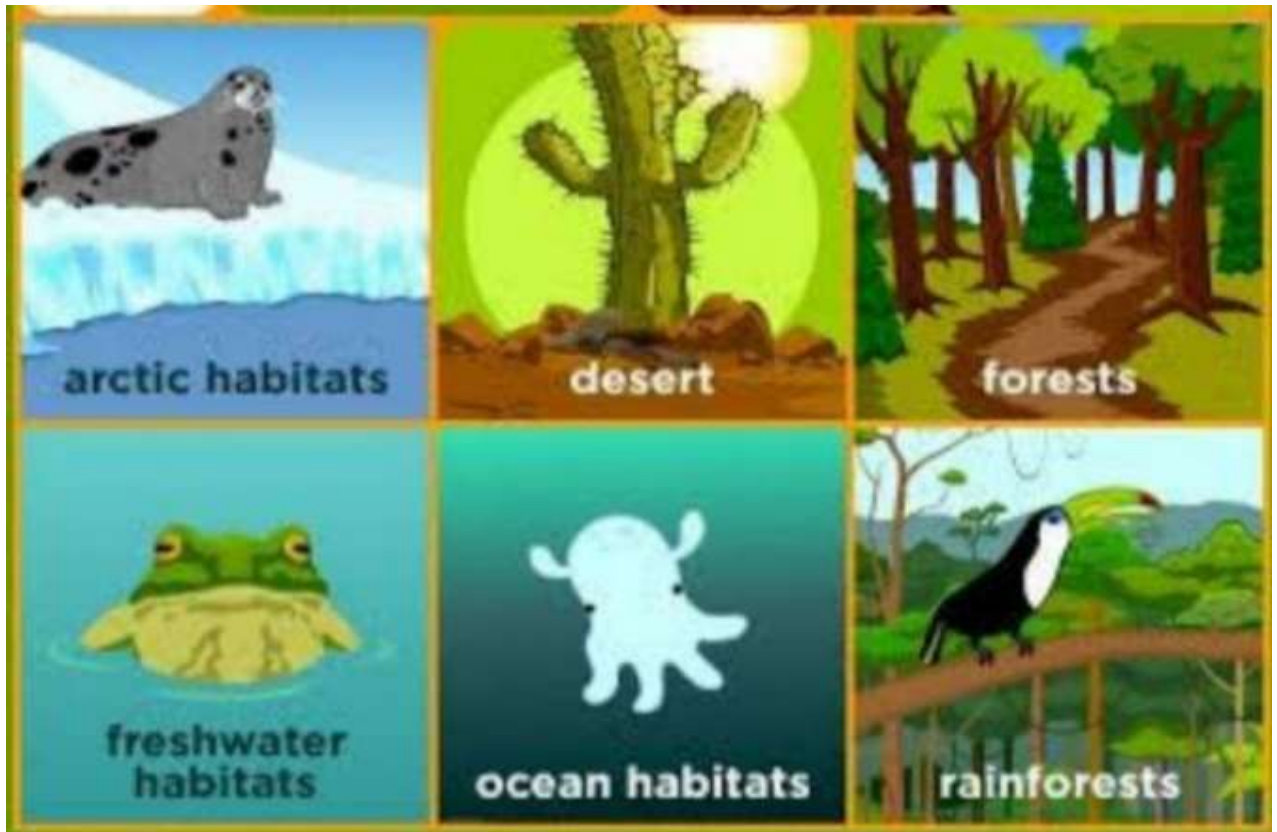 arctic habitats
desert
forests
freshwater
habitats
ocean habitats
rainforests